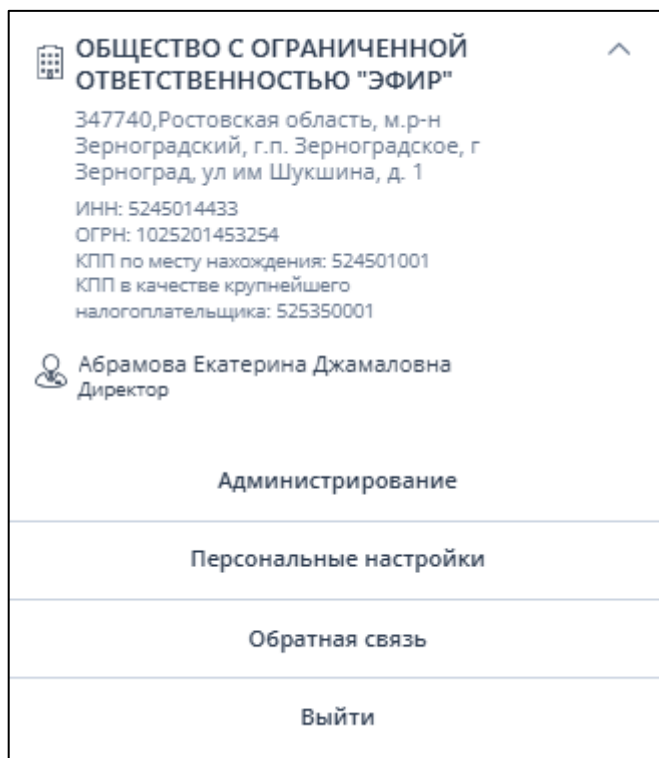 ОБЩЕСТВО С ОГРАНИЧЕННОЙ
ОТВЕТСТВЕННОСТЬЮ "ЭФИР"
347740,Ростовская область, м.р-н
Зерноградский, г.п. Зерноградское, г
Зерноград, ул им Шукшина, д. 1
ИНН: 5245014433
ОГРН: 1025201453254
КПП по месту нахождения: 524501001
КПП в качестве крупнейшего
налогоплательщика: 525350001
Абрамова Екатерина Джамаловна
Директор
Администрирование
Персональные настройки
Обратная связь
Выйти